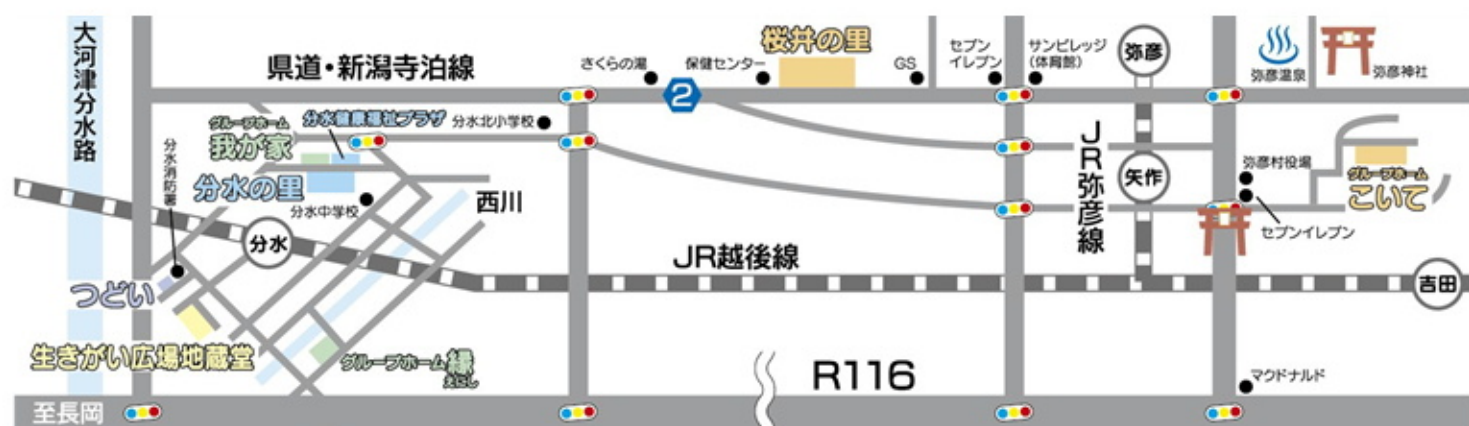 大河津分水路
県道・新潟寺泊線
さくらの湯
保健センター
桜井の里
GS
セブン
イレブン
サンビレッジ
(体育館)
弥彦
弥彦温泉
弥彦神社
2
グループホーム
我が家
分水健康福祉プラザ
分水北小学校
分水消防署
分水の里
分水中学校
西川
JR弥彦線
矢作
弥彦村役場
グループホーム
こいて
セブンイレブン
分水
JR越後線
吉田
つどい
生きがい広場地蔵堂
グループホーム縁
えにし
R116
マクドナルド
至長岡